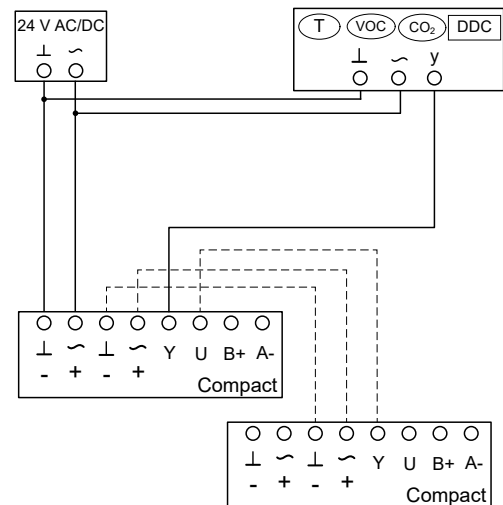 24 V AC/DC
⊥ ~
T VOC CO₂ DDC
⊥ ~ y
⊥ ~ ⊥ ~ Y U B+ A-
- + - +
Compact
⊥ ~ ⊥ ~ Y U B+ A-
- + - +
Compact